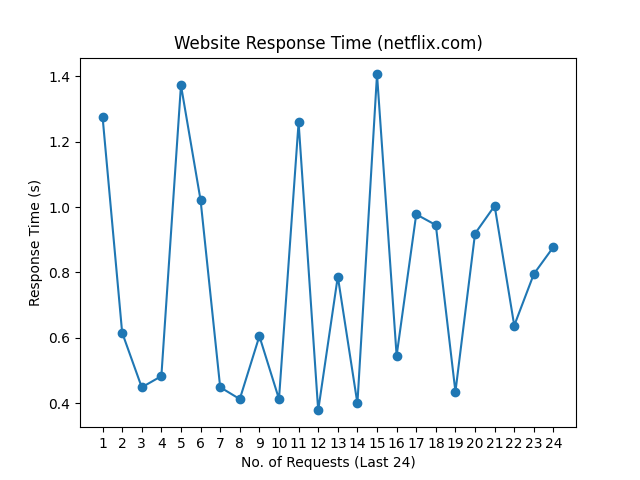 Website Response Time (netflix.com)
Response Time (s)
1.4
1.2
1.0
0.8
0.6
0.4
1 2 3 4 5 6 7 8 9 10 11 12 13 14 15 16 17 18 19 20 21 22 23 24
No. of Requests (Last 24)